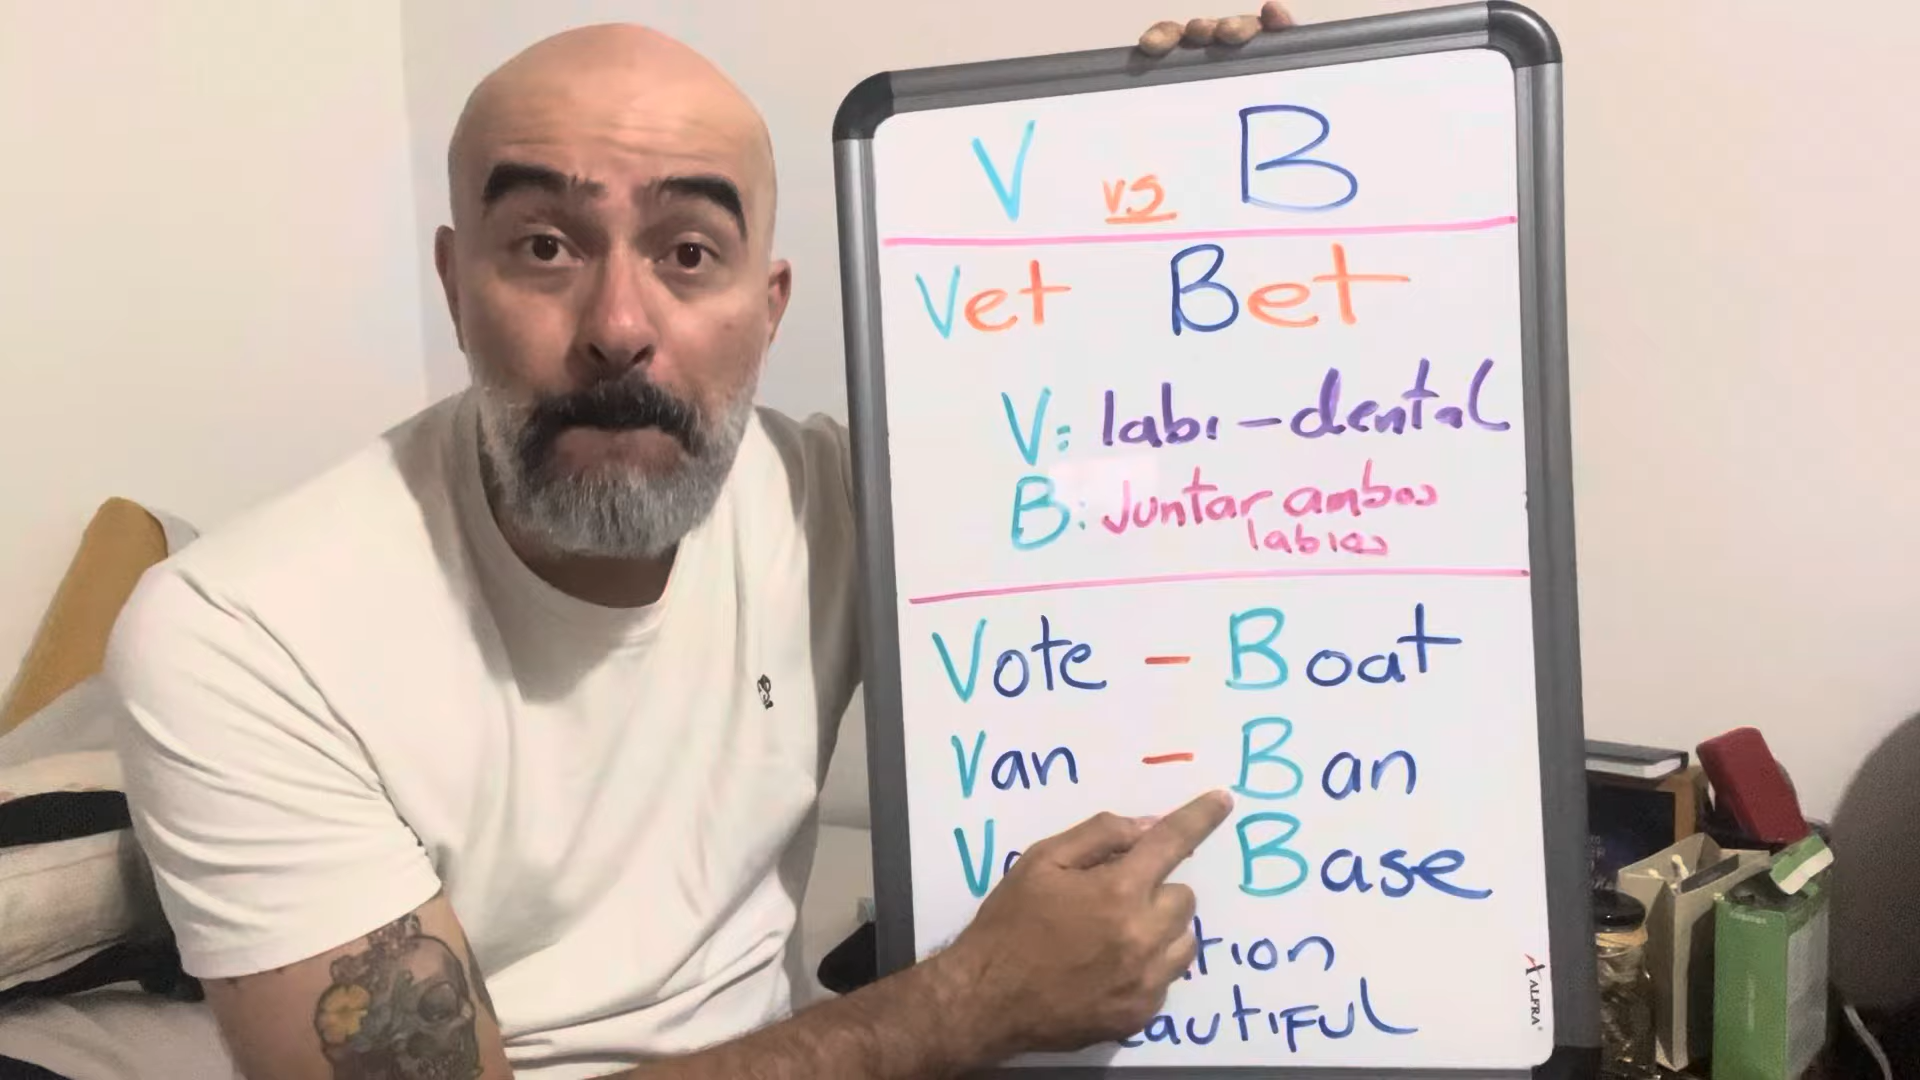 V vs B
Vet Bet
V: labi-dental
B: Juntar ambos
labios
Vote - Boat
Van - Ban
Base
ALFRA